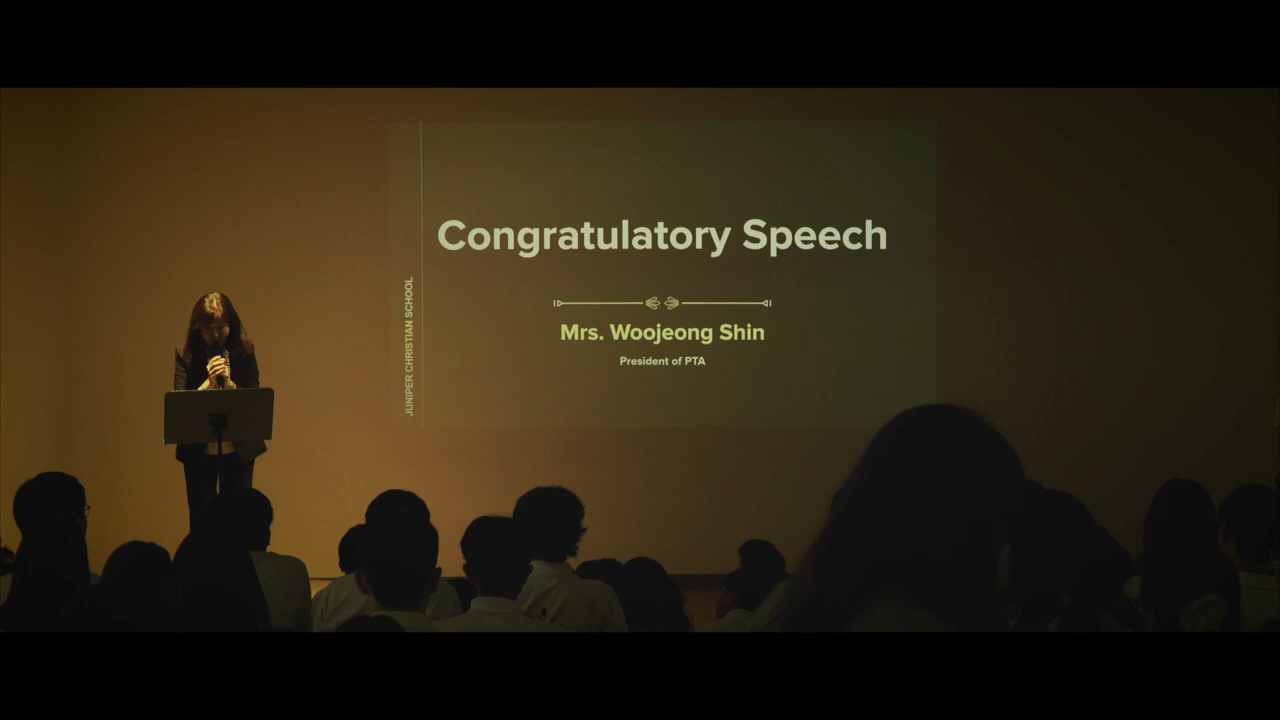 Congratulatory Speech
Mrs. Woojeong Shin
President of PTA
JUNIPER CHRISTIAN SCHOOL